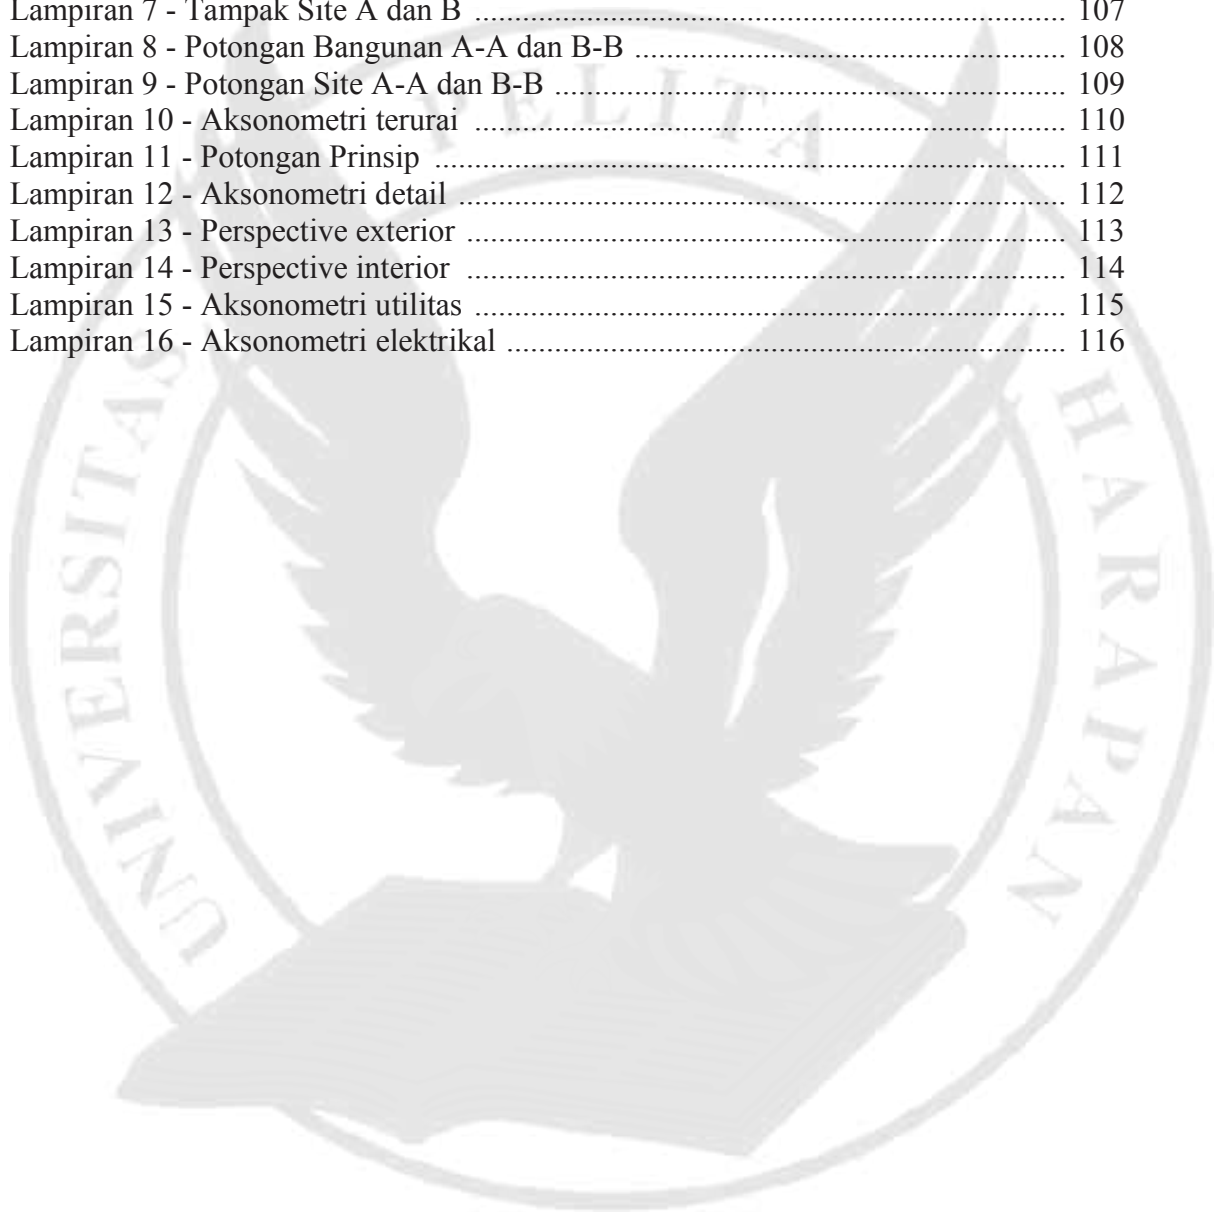 Lampiran 7 - Tampak Site A dan B ........................................................................... 107
Lampiran 8 - Potongan Bangunan A-A dan B-B ...................................................... 108
Lampiran 9 - Potongan Site A-A dan B-B ................................................................ 109
Lampiran 10 - Aksonometri terurai .......................................................................... 110
Lampiran 11 - Potongan Prinsip ............................................................................... 111
Lampiran 12 - Aksonometri detail ............................................................................ 112
Lampiran 13 - Perspective exterior ........................................................................... 113
Lampiran 14 - Perspective interior ........................................................................... 114
Lampiran 15 - Aksonometri utilitas .......................................................................... 115
Lampiran 16 - Aksonometri elektrikal ...................................................................... 116
UNIVERSITAS PELITA HARAPAN